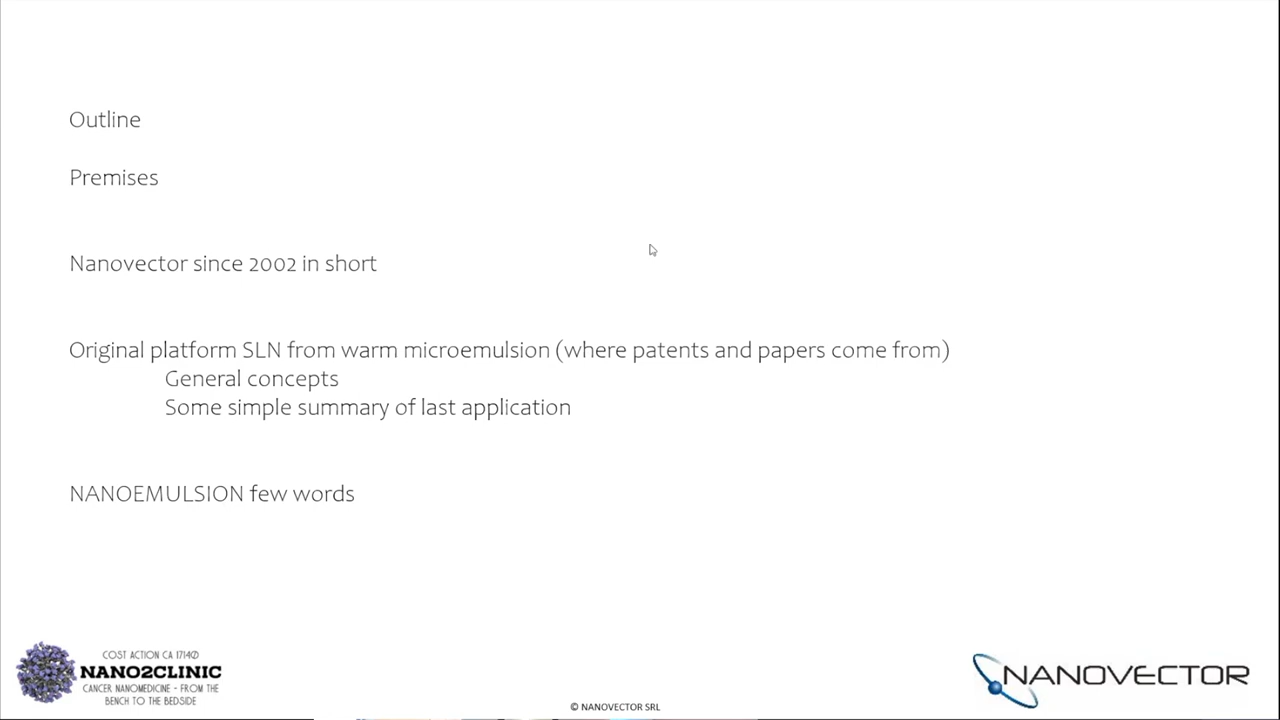 Outline
Premises
Nanovector since 2002 in short
Original platform SLN from warm microemulsion (where patents and papers come from)
General concepts
Some simple summary of last application
NANOEMULSION few words
COST ACTION CA 17140
NANO2CLINIC
CANCER NANOMEDICINE - FROM THE
BENCH TO THE BEDSIDE
© NANOVECTOR SRL
NANOVECTOR